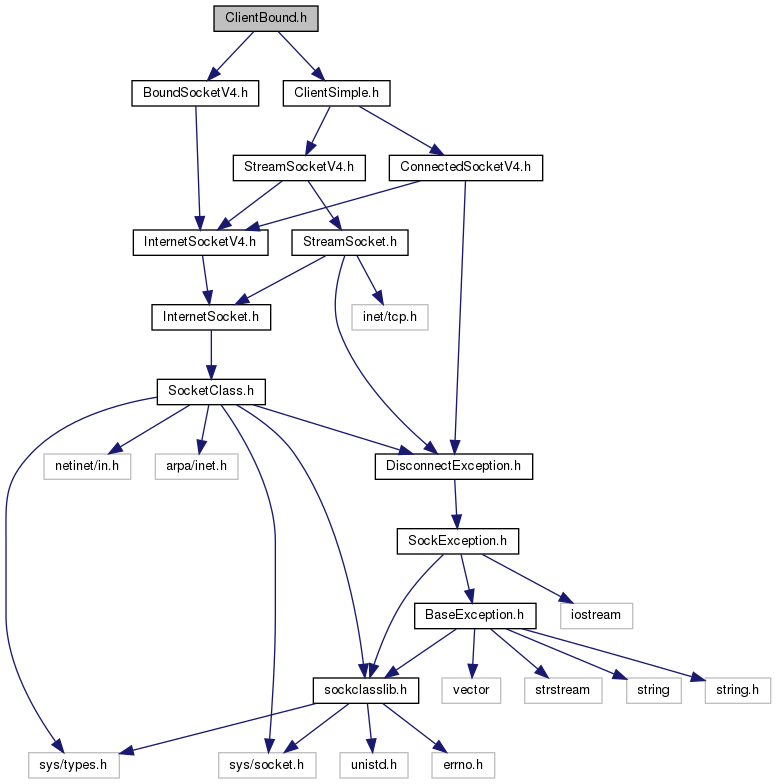 ClientBound.h
BoundSocketV4.h
ClientSimple.h
StreamSocketV4.h
ConnectedSocketV4.h
InternetSocketV4.h
StreamSocket.h
InternetSocket.h
inet/tcp.h
SocketClass.h
netinet/in.h
arpa/inet.h
DisconnectException.h
SockException.h
BaseException.h
iostream
sockclasslib.h
vector
strstream
string
string.h
sys/types.h
sys/socket.h
unistd.h
errno.h